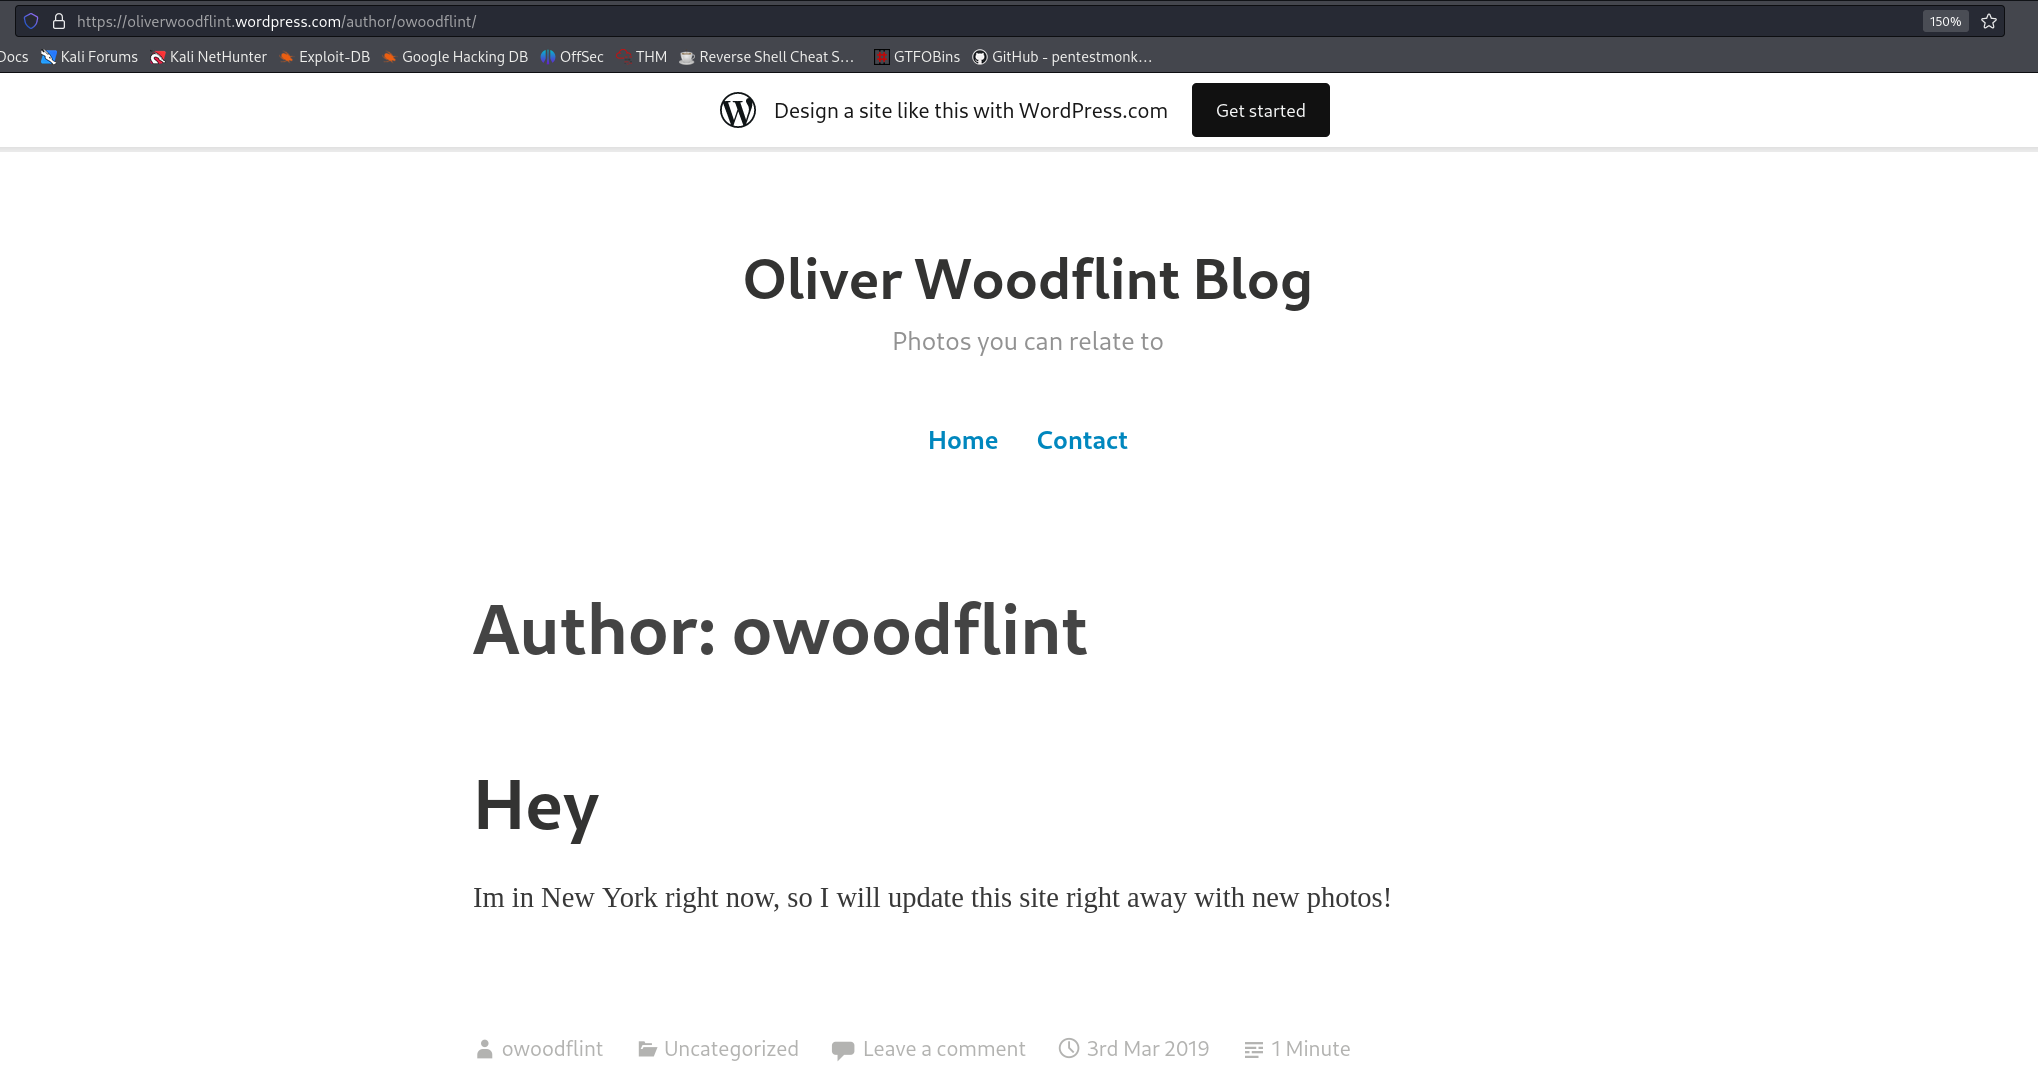 https://oliverwoodflint.wordpress.com/author/owoodflint/ 150%
Docs Kali Forums Kali NetHunter Exploit-DB Google Hacking DB OffSec THM Reverse Shell Cheat S... GTFOBins GitHub - pentestmonk...
Design a site like this with WordPress.com Get started
Oliver Woodflint Blog
Photos you can relate to
Home Contact
Author: owoodflint
Hey
Im in New York right now, so I will update this site right away with new photos!
owoodflint Uncategorized Leave a comment 3rd Mar 2019 1 Minute